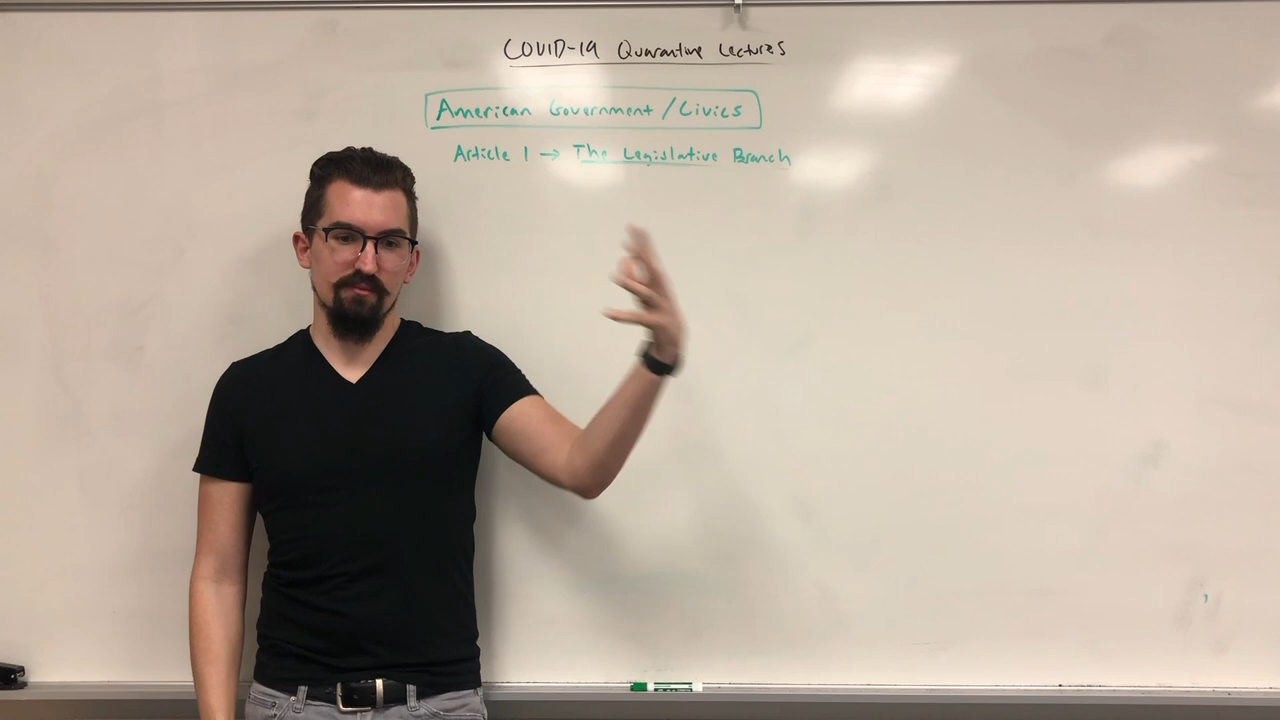 COVID-19 Quarantine Lectures
American Government/Civics
Article 1 → The Legislative Branch